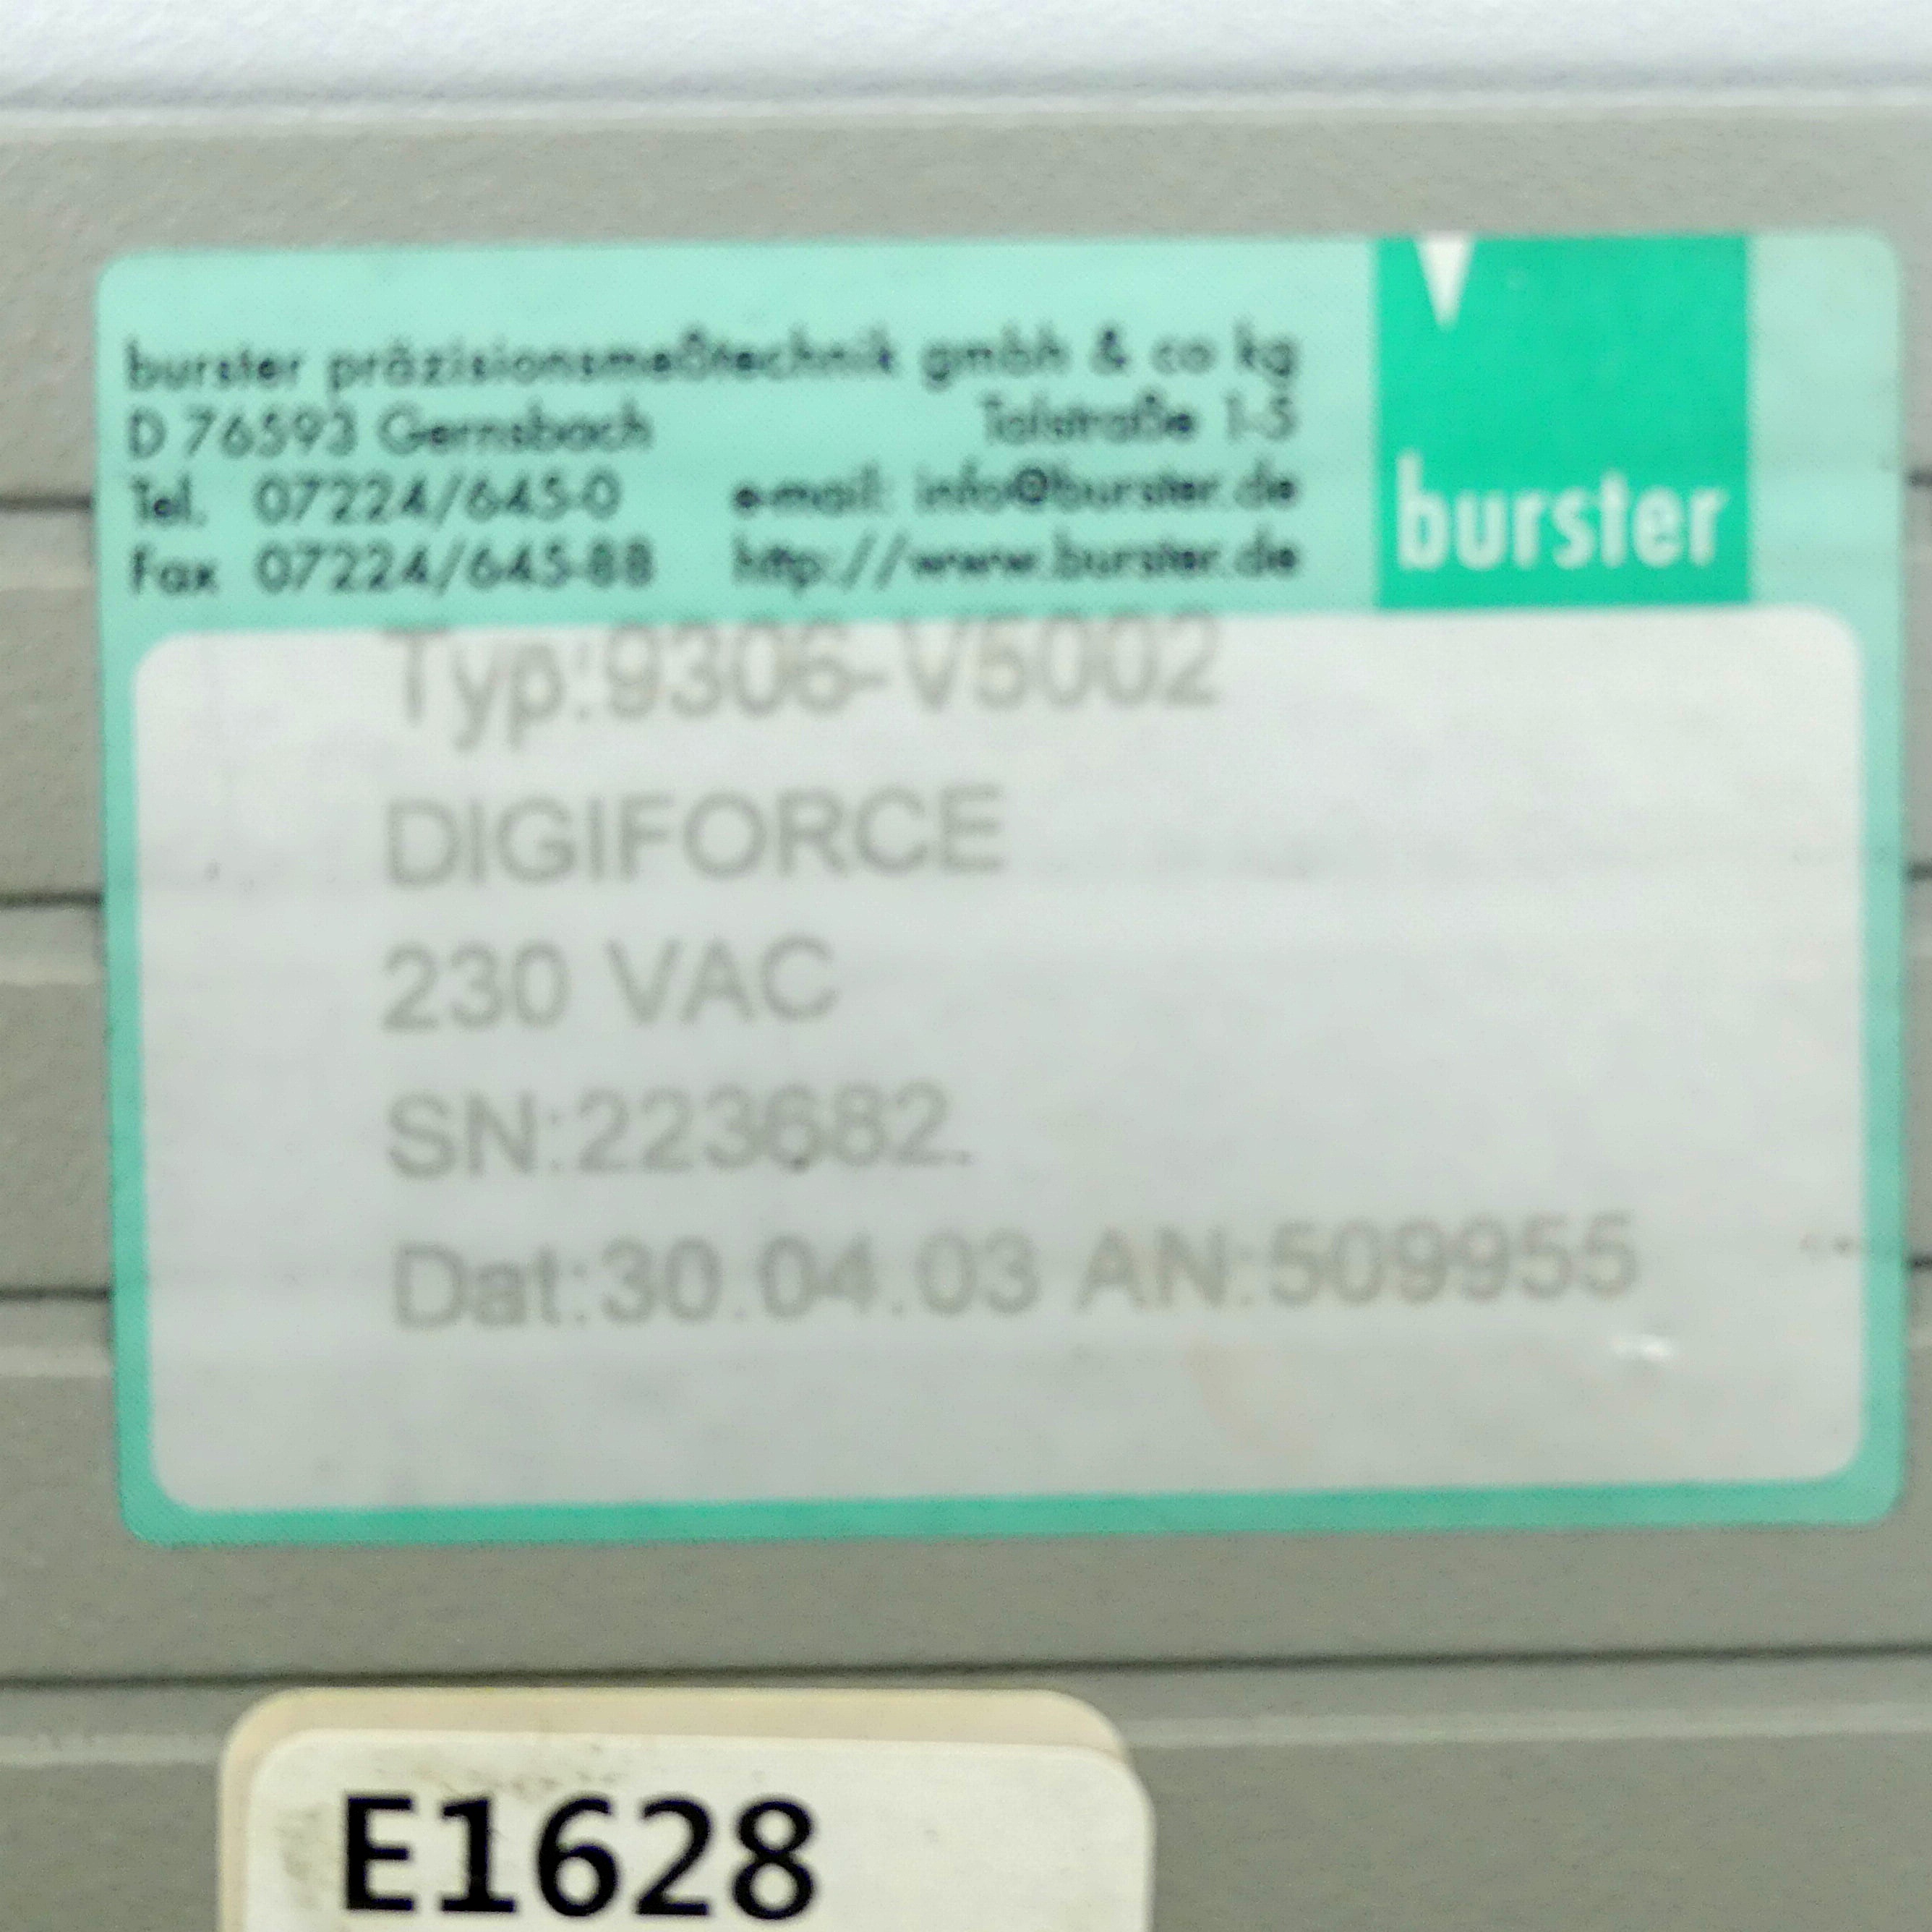 burster präzisionsmeßtechnik gmbh & co kg
D 76593 Gernsbach Talstraße 1-5
Tel. 07224/645-0 e-mail: info@burster.de
Fax 07224/645-88 http://www.burster.de
burster
Typ:9306-V5002
DIGIFORCE
230 VAC
SN:223682.
Dat:30.04.03 AN:509955
E1628